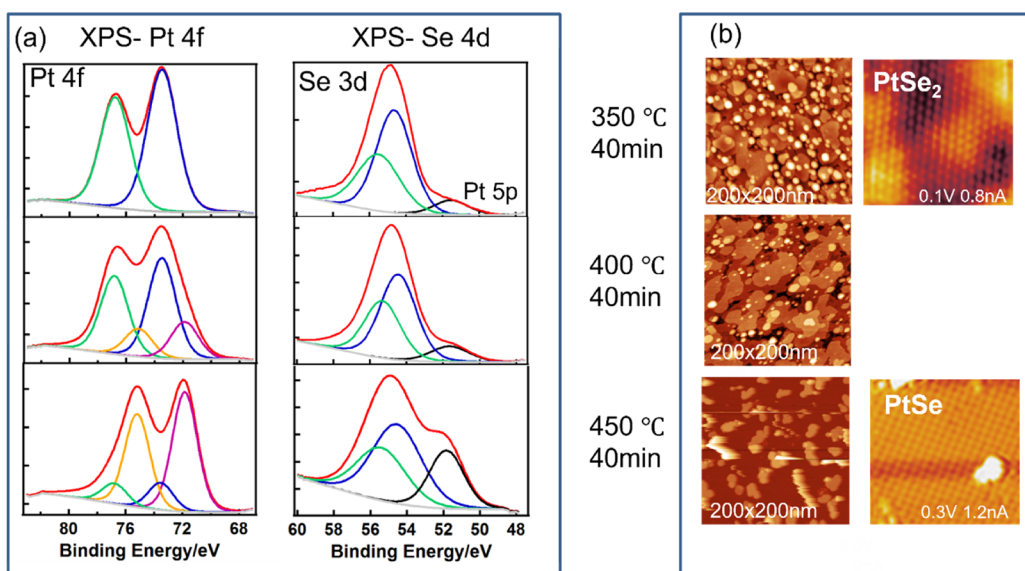 (a)
XPS- Pt 4f
XPS- Se 4d
Pt 4f
Se 3d
Pt 5p
80
76
72
68
Binding Energy/eV
60
58
56
54
52
50
48
Binding Energy/eV
350 ℃
40min
400 ℃
40min
450 ℃
40min
(b)
200x200nm
PtSe₂
0.1V 0.8nA
200x200nm
200x200nm
PtSe
0.3V 1.2nA